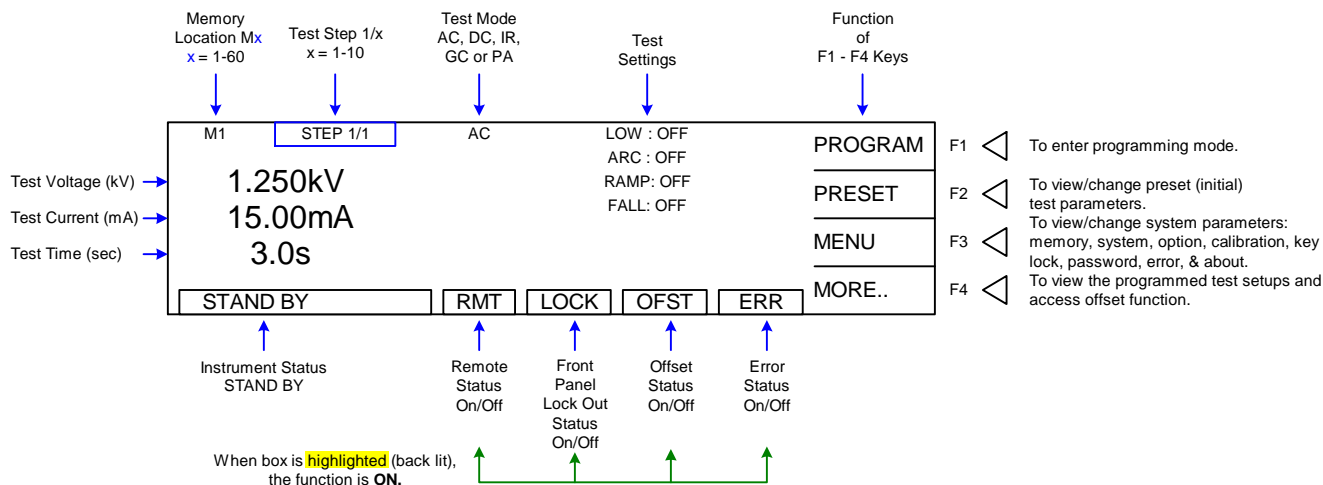 Memory
Location Mx
x = 1-60
Test Step 1/x
x = 1-10
Test Mode
AC, DC, IR,
GC or PA
Test
Settings
Function
of
F1 - F4 Keys
M1
STEP 1/1
AC
LOW : OFF
ARC : OFF
RAMP: OFF
FALL: OFF
Test Voltage (kV)
1.250kV
Test Current (mA)
15.00mA
Test Time (sec)
3.0s
PROGRAM
F1
To enter programming mode.
PRESET
F2
To view/change preset (initial)
test parameters.
MENU
F3
To view/change system parameters:
memory, system, option, calibration, key
lock, password, error, & about.
MORE..
F4
To view the programmed test setups and
access offset function.
STAND BY
RMT
LOCK
OFST
ERR
Instrument Status
STAND BY
Remote
Status
On/Off
Front
Panel
Lock Out
Status
On/Off
Offset
Status
On/Off
Error
Status
On/Off
When box is highlighted (back lit),
the function is ON.